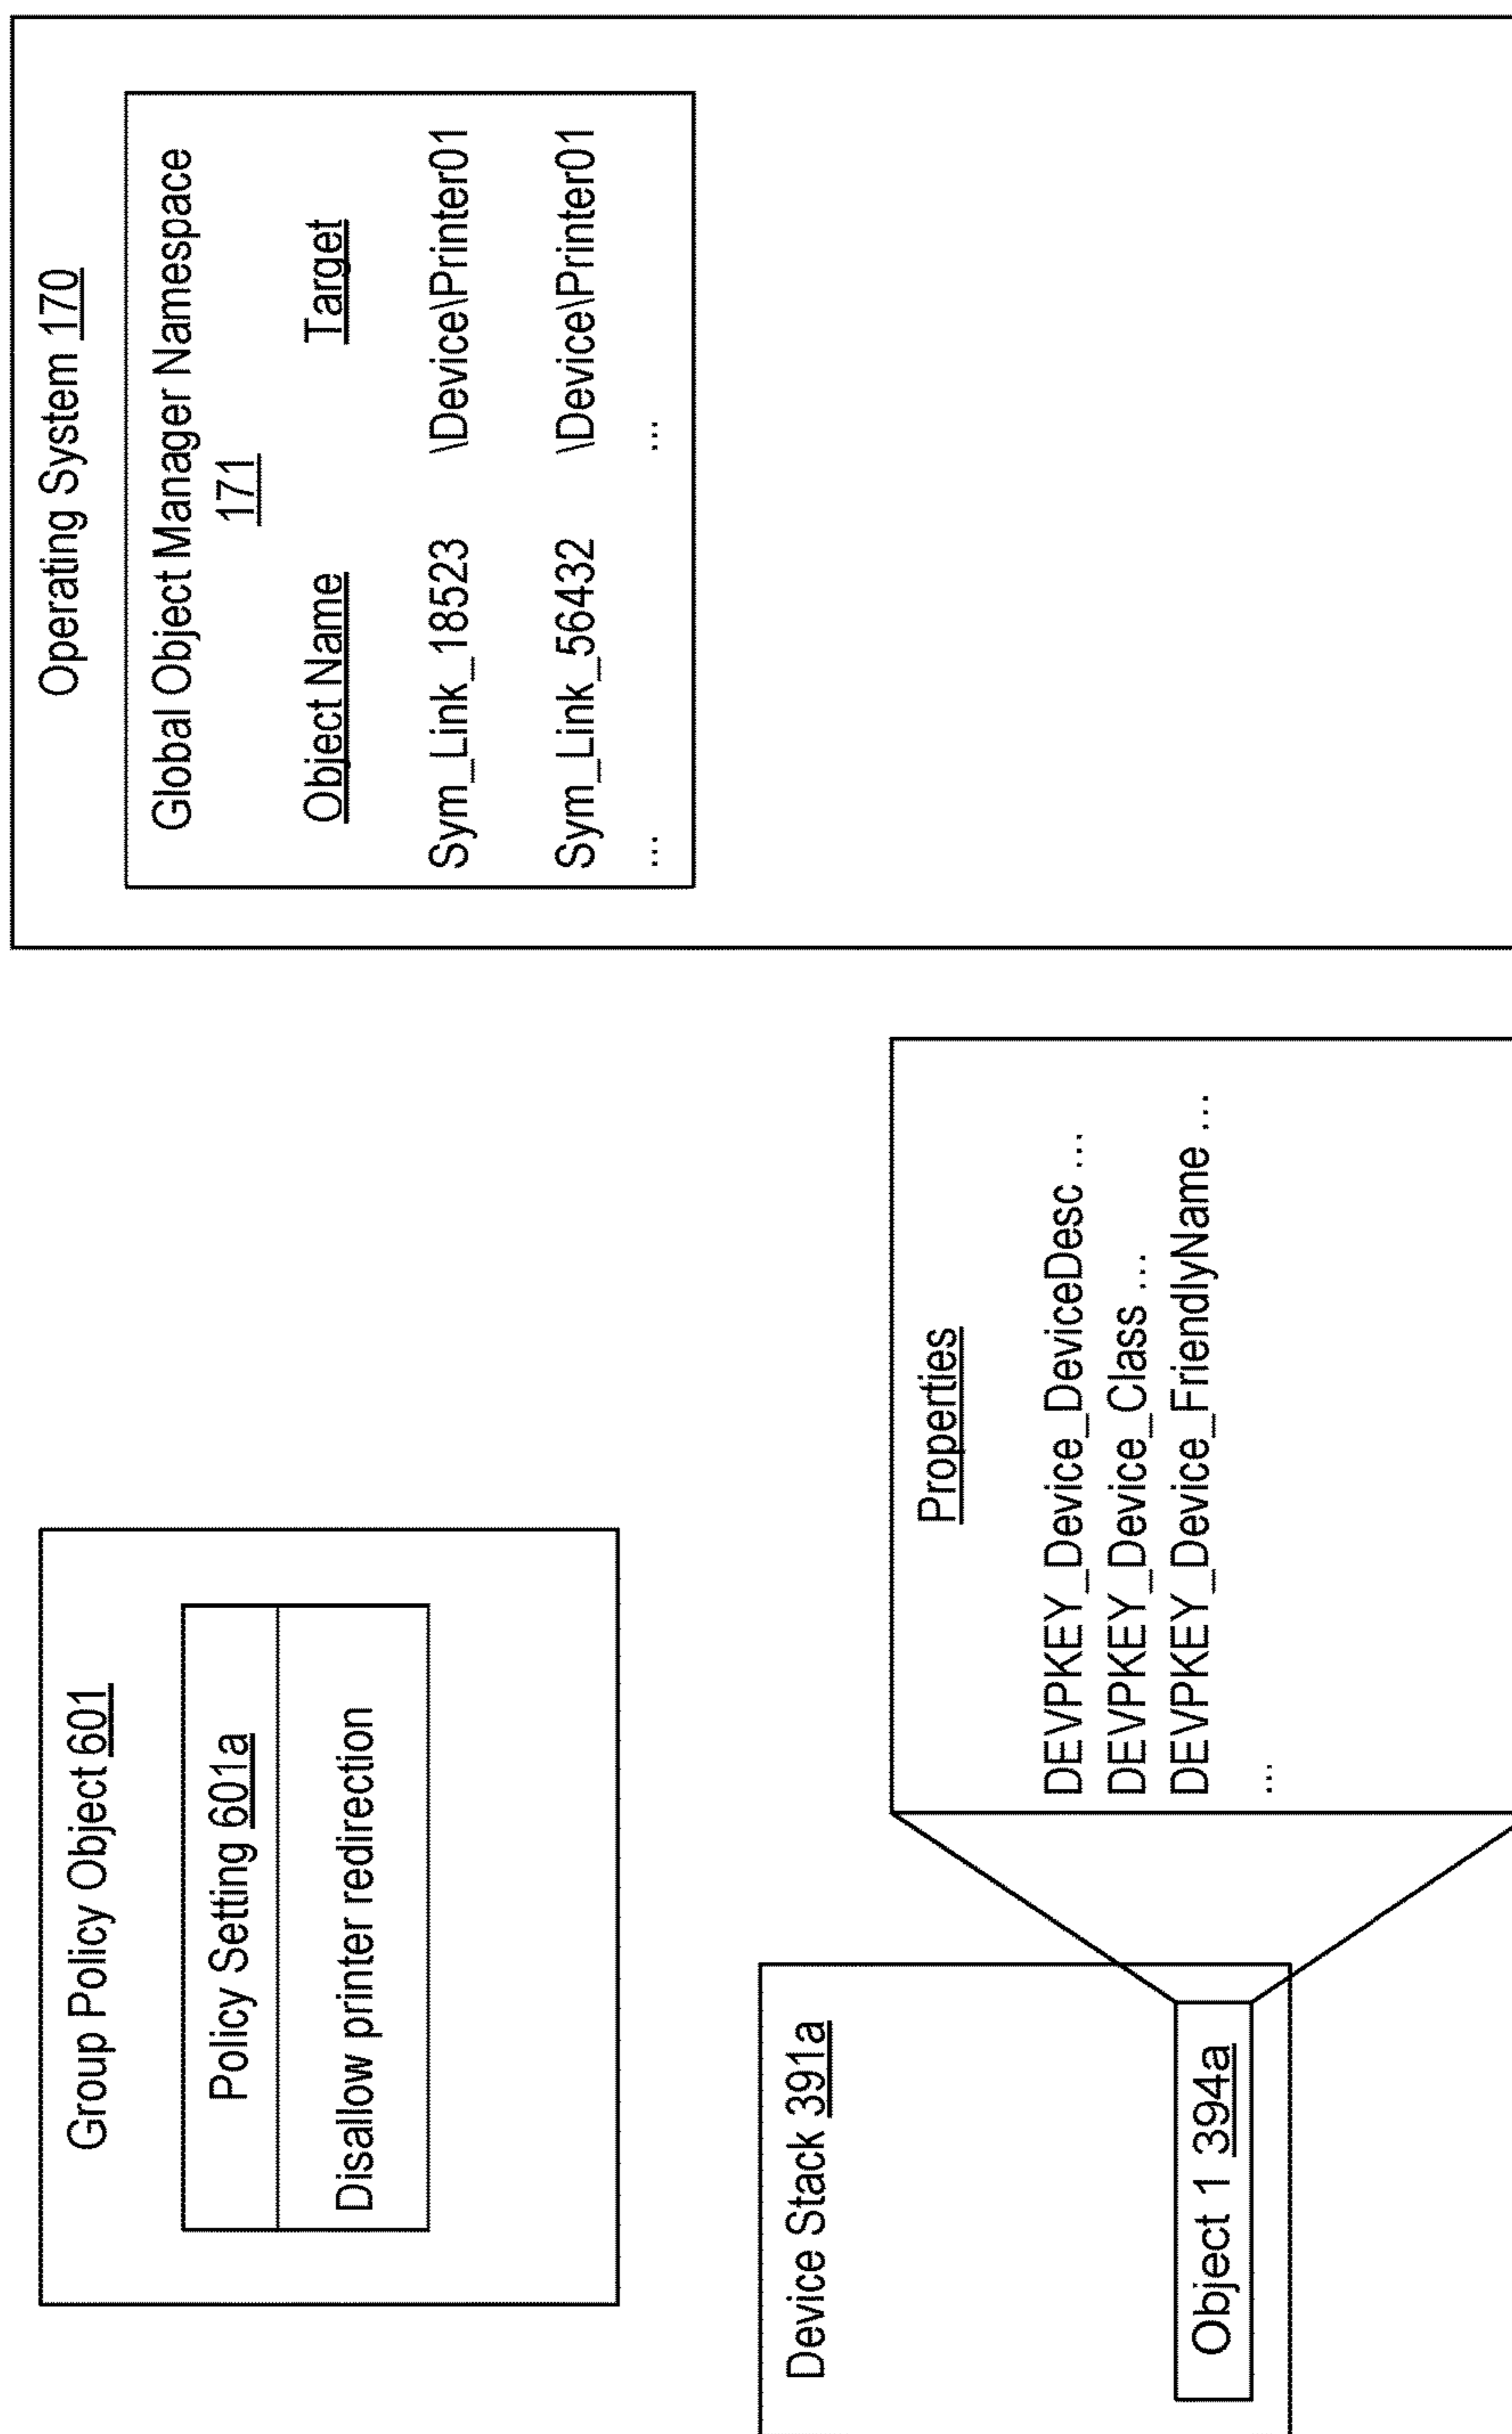 Group Policy Object 601
Policy Setting 601a
Disallow printer redirection
Operating System 170
Global Object Manager Namespace
171
Object Name Target
Sym_Link_18523 \Device\Printer01
Sym_Link_56432 \Device\Printer01
... ...
Device Stack 391a
Object 1 394a
Properties
DEVPKEY_Device_DeviceDesc ...
DEVPKEY_Device_Class ...
DEVPKEY_Device_FriendlyName ...
...